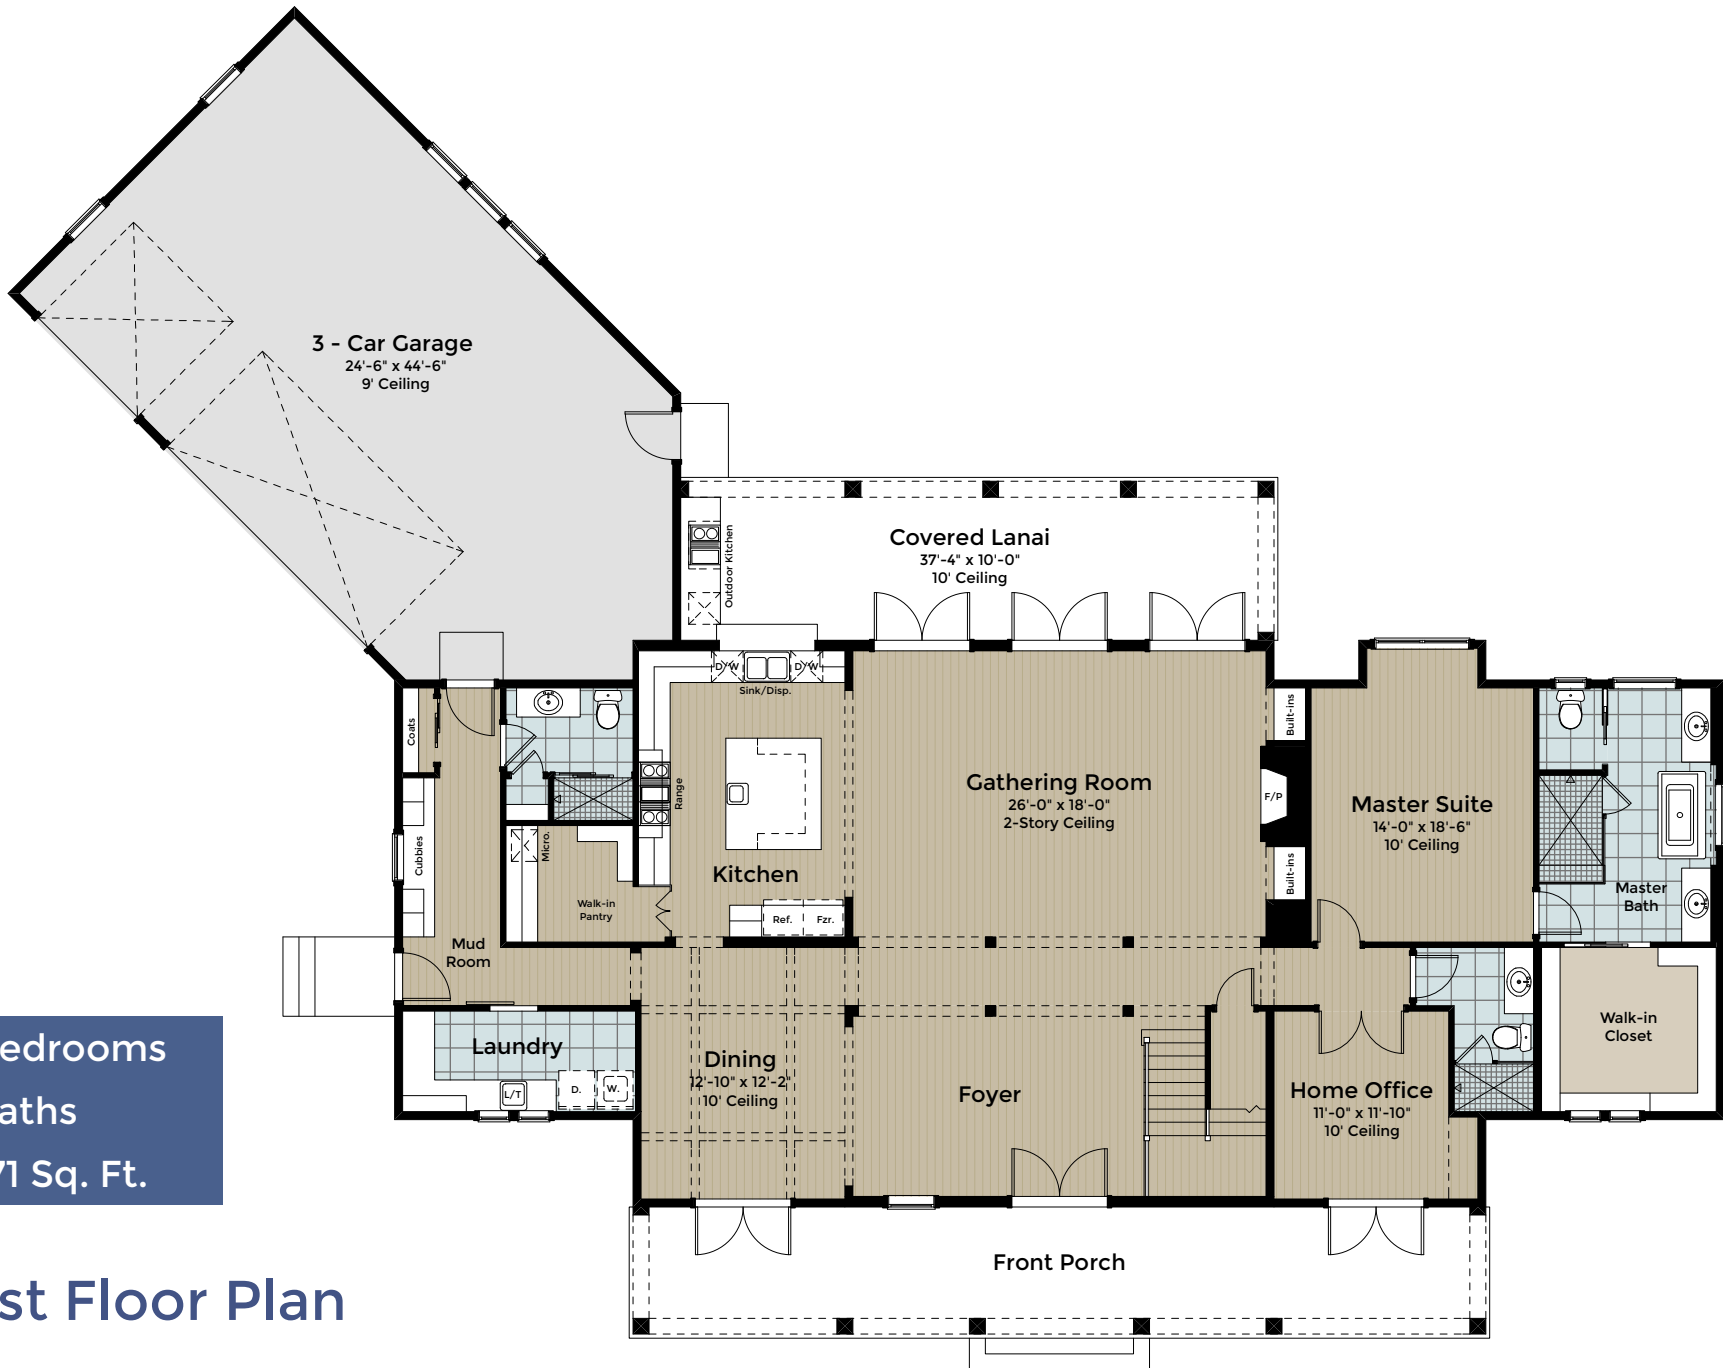 3 - Car Garage
24'-6" x 44'-6"
9' Ceiling
Covered Lanai
37'-4" x 10'-0"
10' Ceiling
Outdoor Kitchen
D/W
D/W
Sink/Disp.
Coats
Built-ins
Range
Gathering Room
26'-0" x 18'-0"
2-Story Ceiling
F/P
Master Suite
14'-0" x 18'-6"
10' Ceiling
Micro.
Cubbies
Kitchen
Built-ins
Master
Bath
Walk-in
Pantry
Ref.
Fzr.
Mud
Room
Walk-in
Closet
Laundry
L/T
D.
W.
Dining
12'-10" x 12'-2"
10' Ceiling
Foyer
Home Office
11'-0" x 11'-10"
10' Ceiling
edrooms
aths
71 Sq. Ft.
Front Porch
st Floor Plan